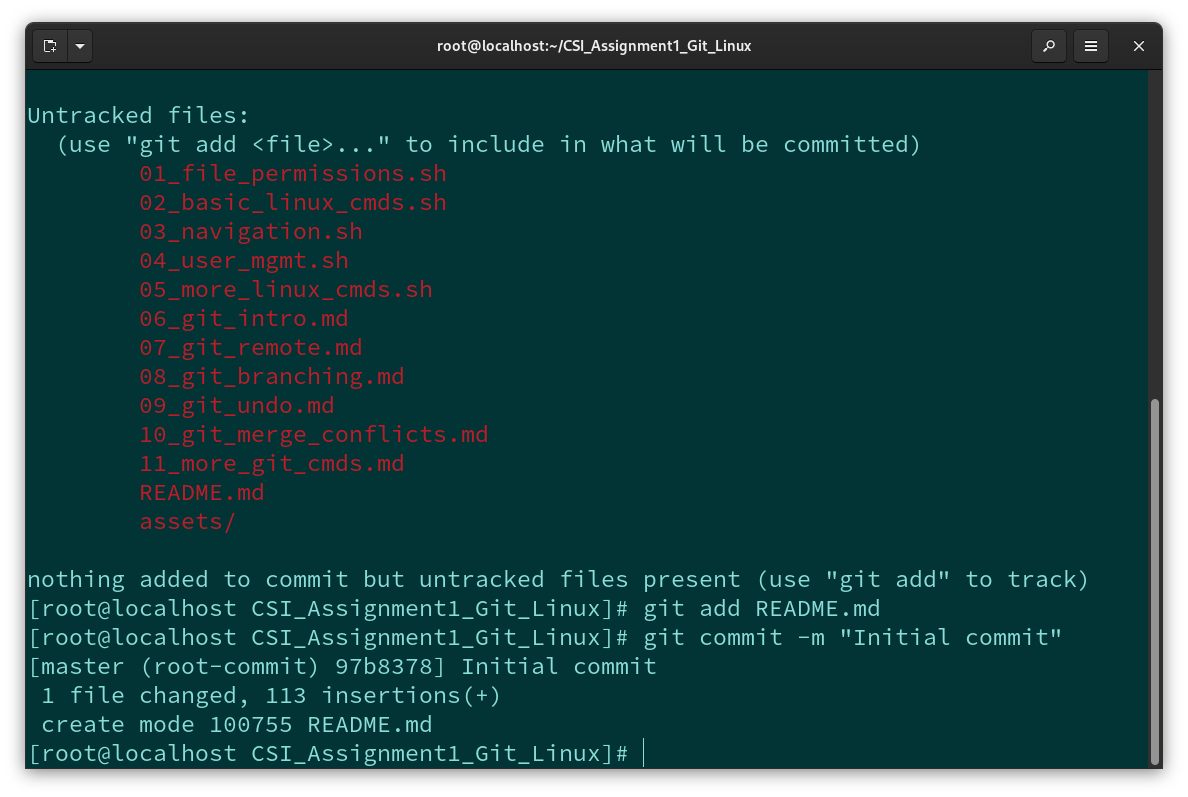 root@localhost:~/CSI_Assignment1_Git_Linux
Untracked files:
  (use "git add <file>..." to include in what will be committed)
        01_file_permissions.sh
        02_basic_linux_cmds.sh
        03_navigation.sh
        04_user_mgmt.sh
        05_more_linux_cmds.sh
        06_git_intro.md
        07_git_remote.md
        08_git_branching.md
        09_git_undo.md
        10_git_merge_conflicts.md
        11_more_git_cmds.md
        README.md
        assets/
nothing added to commit but untracked files present (use "git add" to track)
[root@localhost CSI_Assignment1_Git_Linux]# git add README.md
[root@localhost CSI_Assignment1_Git_Linux]# git commit -m "Initial commit"
[master (root-commit) 97b8378] Initial commit
 1 file changed, 113 insertions(+)
 create mode 100755 README.md
[root@localhost CSI_Assignment1_Git_Linux]#